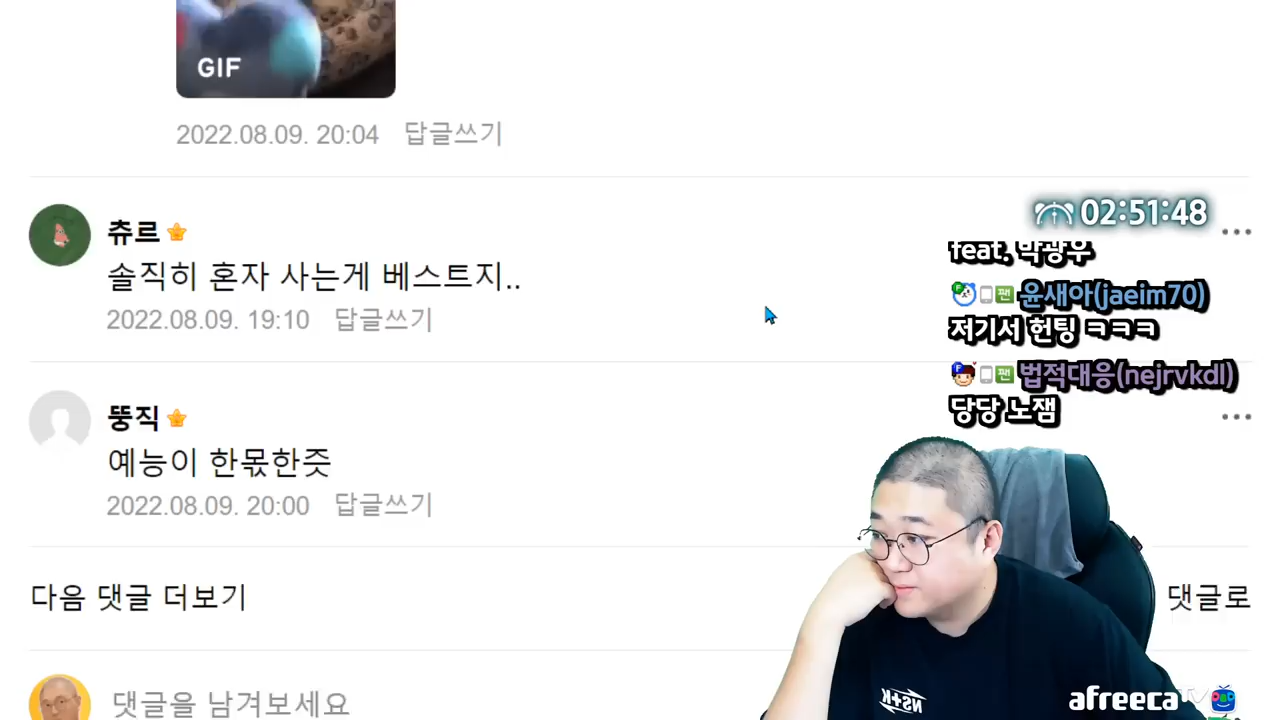 GIF
2022.08.09. 20:04 답글쓰기
츄르
솔직히 혼자 사는게 베스트지..
2022.08.09. 19:10 답글쓰기
뚱직
예능이 한몫한줏
2022.08.09. 20:00 답글쓰기
다음 댓글 더보기
댓글로
댓글을 남겨보세요
02:51:48
feat. 박광우
윤새아(jaeim70)
저기서 헌팅 ㅋㅋㅋ
법적대응(nejrvkdl)
당당 노잼
NS+K
afreecaTV